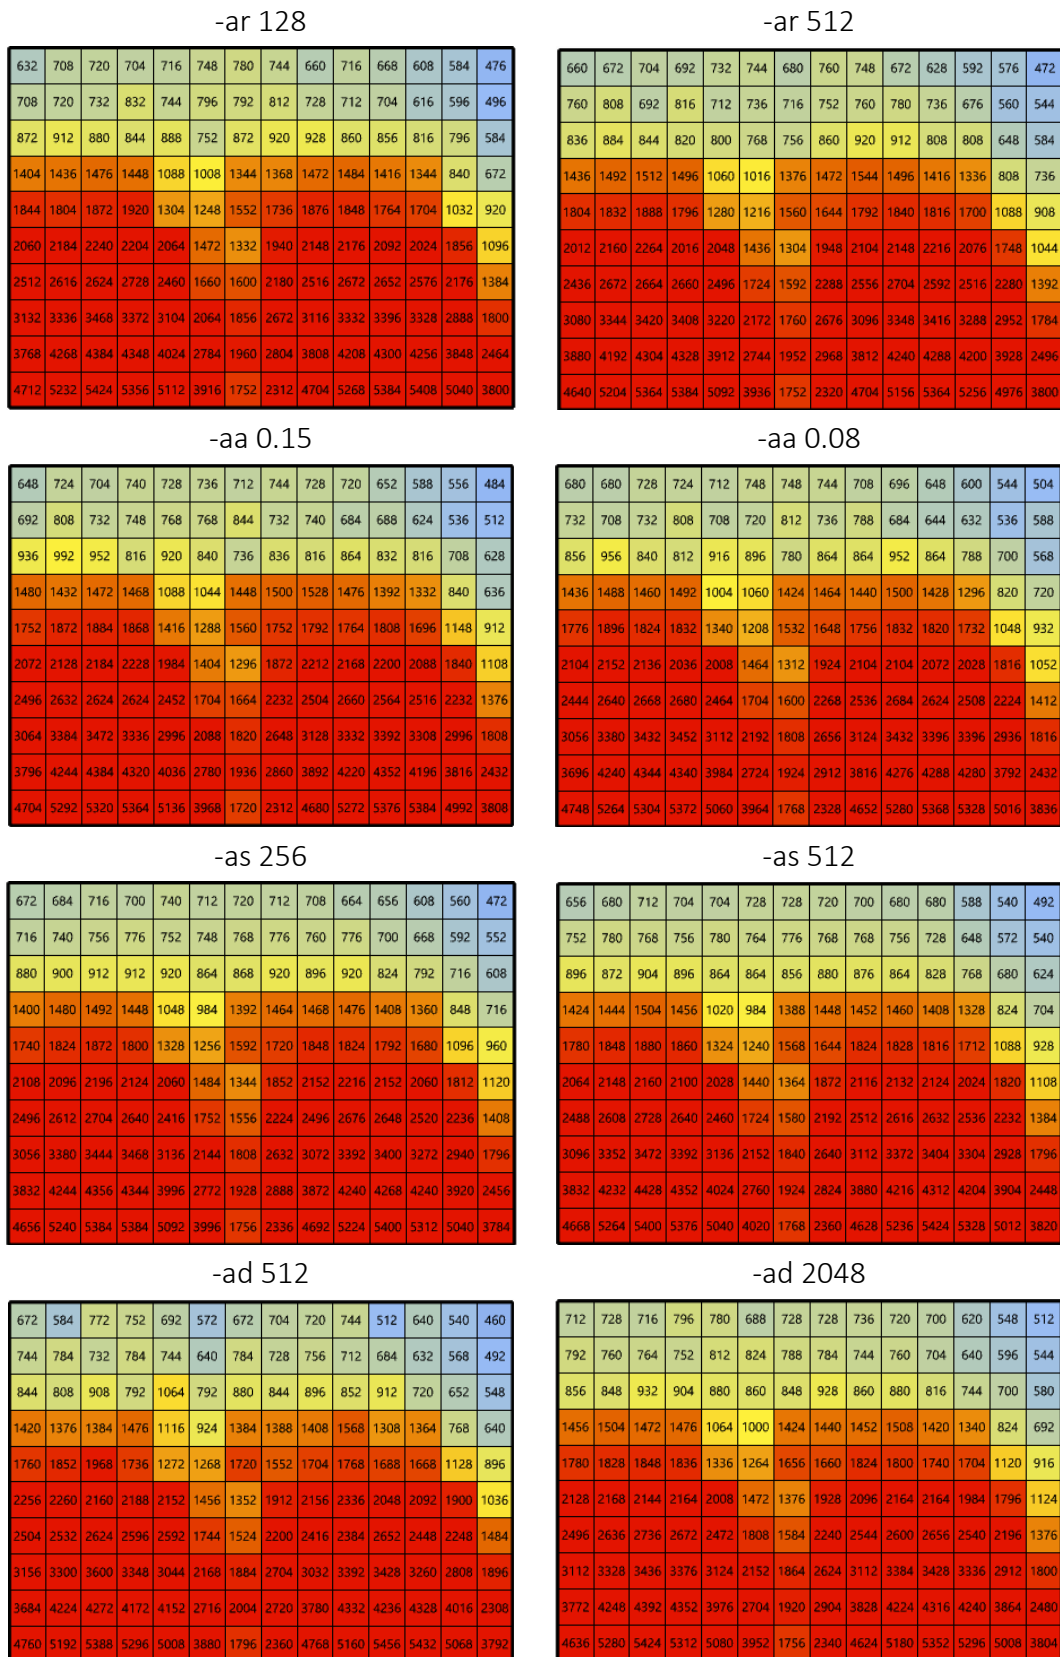 -ar 128
632 708 720 704 716 748 780 744 660 716 668 608 584 476
708 720 732 832 744 796 792 812 728 712 704 616 596 496
872 912 880 844 888 752 872 920 928 860 856 816 796 584
1404 1436 1476 1448 1088 1008 1344 1368 1472 1484 1416 1344 840 672
1844 1804 1872 1920 1304 1248 1552 1736 1876 1848 1764 1704 1032 920
2060 2184 2240 2204 2064 1472 1332 1940 2148 2176 2092 2024 1856 1096
2512 2616 2624 2728 2460 1660 1600 2180 2516 2672 2652 2576 2176 1384
3132 3336 3468 3372 3104 2064 1856 2672 3116 3332 3396 3328 2888 1800
3768 4268 4384 4348 4024 2784 1960 2804 3808 4208 4300 4256 3848 2464
4712 5232 5424 5356 5112 3916 1752 2312 4704 5268 5384 5408 5040 3800
-ar 512
660 672 704 692 732 744 680 760 748 672 628 592 576 472
760 808 692 816 712 736 716 752 760 780 736 676 560 544
836 884 844 820 800 768 756 860 920 912 808 808 648 584
1436 1492 1512 1496 1060 1016 1376 1472 1544 1496 1416 1336 808 736
1804 1832 1888 1796 1280 1216 1560 1644 1792 1840 1816 1700 1088 908
2012 2160 2264 2016 2048 1436 1304 1948 2104 2148 2216 2076 1748 1044
2436 2672 2664 2660 2496 1724 1592 2288 2556 2704 2592 2516 2280 1392
3080 3344 3420 3408 3220 2172 1760 2676 3096 3348 3416 3288 2952 1784
3880 4192 4304 4328 3912 2744 1952 2968 3812 4240 4288 4200 3928 2496
4640 5204 5364 5384 5092 3936 1752 2320 4704 5156 5364 5256 4976 3800
-aa 0.15
648 724 704 740 728 736 712 744 728 720 652 588 556 484
692 808 732 748 768 768 844 732 740 684 688 624 536 512
936 992 952 816 920 840 736 836 816 864 832 816 708 628
1480 1432 1472 1468 1088 1044 1448 1500 1528 1476 1392 1332 840 636
1752 1872 1884 1868 1416 1288 1560 1752 1792 1764 1808 1696 1148 912
2072 2128 2184 2228 1984 1404 1296 1872 2212 2168 2200 2088 1840 1108
2496 2632 2624 2624 2452 1704 1664 2232 2504 2660 2564 2516 2232 1376
3064 3384 3472 3336 2996 2088 1820 2648 3128 3332 3392 3308 2996 1808
3796 4244 4384 4320 4036 2780 1936 2860 3892 4220 4352 4196 3816 2432
4704 5292 5320 5364 5136 3968 1720 2312 4680 5272 5376 5384 4992 3808
-aa 0.08
680 680 728 724 712 748 748 744 708 696 648 600 544 504
732 708 732 808 708 720 812 736 788 684 644 632 536 588
856 956 840 812 916 896 780 864 864 952 864 788 700 568
1436 1488 1460 1492 1004 1060 1424 1464 1440 1500 1428 1296 820 720
1776 1896 1824 1832 1340 1208 1532 1648 1756 1832 1820 1732 1048 932
2104 2152 2136 2036 2008 1464 1312 1924 2104 2104 2072 2028 1816 1052
2444 2640 2668 2680 2464 1704 1600 2268 2536 2684 2624 2508 2224 1412
3056 3380 3432 3452 3112 2192 1808 2656 3124 3432 3396 3396 2936 1816
3696 4240 4344 4340 3984 2724 1924 2912 3816 4276 4288 4280 3792 2432
4748 5264 5304 5372 5060 3964 1768 2328 4652 5280 5368 5328 5016 3836
-as 256
672 684 716 700 740 712 720 712 708 664 656 608 560 472
716 740 756 776 752 748 768 776 760 776 700 668 592 552
880 900 912 912 920 864 868 920 896 920 824 792 716 608
1400 1480 1492 1448 1048 984 1392 1464 1468 1476 1408 1360 848 716
1740 1824 1872 1800 1328 1256 1592 1720 1848 1824 1792 1680 1096 960
2108 2096 2196 2124 2060 1484 1344 1852 2152 2216 2152 2060 1812 1120
2496 2612 2704 2640 2416 1752 1556 2224 2496 2676 2648 2520 2236 1408
3056 3380 3444 3468 3136 2144 1808 2632 3072 3392 3400 3272 2940 1796
3832 4244 4356 4344 3996 2772 1928 2888 3872 4240 4268 4240 3920 2456
4656 5240 5384 5384 5092 3996 1756 2336 4692 5224 5400 5312 5040 3784
-as 512
656 680 712 704 704 728 728 720 700 680 680 588 540 492
752 780 768 756 780 764 776 768 768 756 728 648 572 540
896 872 904 896 864 864 856 880 876 864 828 768 680 624
1424 1444 1504 1456 1020 984 1388 1448 1452 1460 1408 1328 824 704
1780 1848 1880 1860 1324 1240 1568 1644 1824 1828 1816 1712 1088 928
2064 2148 2160 2100 2028 1440 1364 1872 2116 2132 2124 2024 1820 1108
2488 2608 2728 2640 2460 1724 1580 2192 2512 2616 2632 2536 2232 1384
3096 3352 3472 3392 3136 2152 1840 2640 3112 3372 3404 3304 2928 1796
3832 4232 4428 4352 4024 2760 1924 2824 3880 4216 4312 4204 3904 2448
4668 5264 5400 5376 5040 4020 1768 2360 4628 5236 5424 5328 5012 3820
-ad 512
672 584 772 752 692 572 672 704 720 744 512 640 540 460
744 784 732 784 744 640 784 728 756 712 684 632 568 492
844 808 908 792 1064 792 880 844 896 852 912 720 652 548
1420 1376 1384 1476 1116 924 1384 1388 1408 1568 1308 1364 768 640
1760 1852 1968 1736 1272 1268 1720 1552 1704 1768 1688 1668 1128 896
2256 2260 2160 2188 2152 1456 1352 1912 2156 2336 2048 2092 1900 1036
2504 2532 2624 2596 2592 1744 1524 2200 2416 2384 2652 2448 2248 1484
3156 3300 3600 3348 3044 2168 1884 2704 3032 3392 3428 3260 2808 1896
3684 4224 4272 4172 4152 2716 2004 2720 3780 4332 4236 4328 4016 2308
4760 5192 5388 5296 5008 3880 1796 2360 4768 5160 5456 5432 5068 3792
-ad 2048
712 728 716 796 780 688 728 728 736 720 700 620 548 512
792 760 764 752 812 824 788 784 744 760 704 640 596 544
856 848 932 904 880 860 848 928 860 880 816 744 700 580
1456 1504 1472 1476 1064 1000 1424 1440 1452 1508 1420 1340 824 692
1780 1828 1848 1836 1336 1264 1656 1660 1824 1800 1740 1704 1120 916
2128 2168 2144 2164 2008 1472 1376 1928 2096 2164 2164 1984 1796 1124
2496 2636 2736 2672 2472 1808 1584 2240 2544 2600 2656 2540 2196 1376
3112 3328 3436 3376 3124 2152 1864 2624 3112 3384 3428 3336 2912 1800
3772 4248 4392 4352 3976 2704 1920 2904 3828 4224 4316 4240 3864 2480
4636 5280 5424 5312 5080 3952 1756 2340 4624 5180 5352 5296 5008 3804